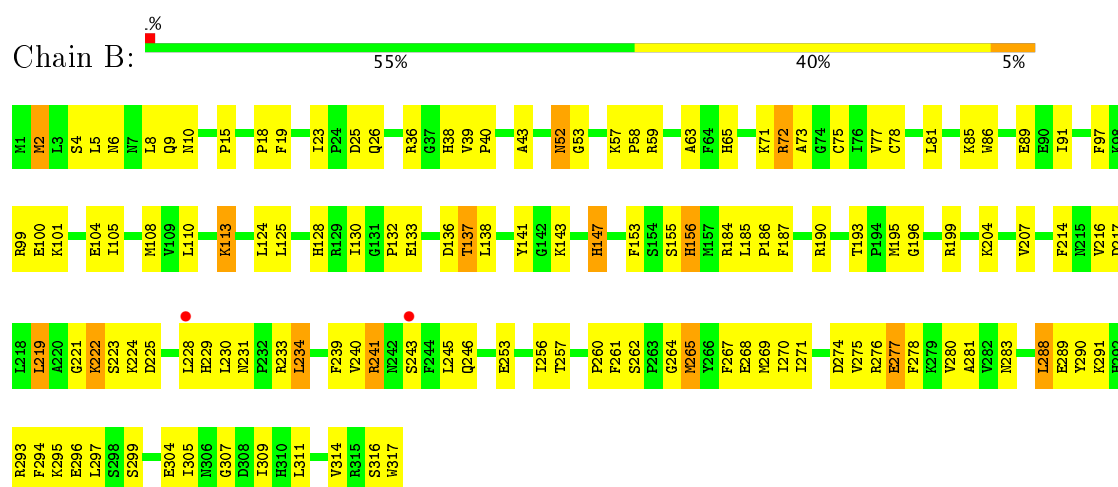 .%
Chain B:
55% 40% 5%
M1 M2 L3 S4 L5 N6 N7 L8 Q9 N10 P15 P18 F19 I23 P24 D25 Q26 R36 G37 H38 V39 P40 A43 N52 G53 K57 P58 R59 A63 F64 H65 K71 R72 A73 G74 C75 I76 V77 C78 L81 K85 W86 E89 E90 I91 F97 K98
R99 E100 K101 E104 I105 M108 V109 L110 K113 L124 L125 H128 R129 I130 G131 P132 E133 D136 T137 L138 Y141 G142 K143 H147 F153 S154 S155 H156 M157 R184 L185 P186 F187 R190 T193 P194 M195 G196 R199 K204 V207 F214 N215 V216 P217
L218 L219 A220 G221 K222 S223 K224 D225 L228 H229 L230 N231 P232 R233 L234 F239 V240 R241 N242 S243 F244 L245 Q246 E253 I256 T257 P260 F261 S262 P263 G264 M265 Y266 F267 E268 M269 I270 I271 D274 V275 R276 E277 F278 K279 V280 A281 V282 N283 L288 E289 Y290 K291 H292
R293 F294 K295 E296 L297 S298 S299 E304 I305 N306 G307 D308 I309 H310 L311 V314 R315 S316 W317